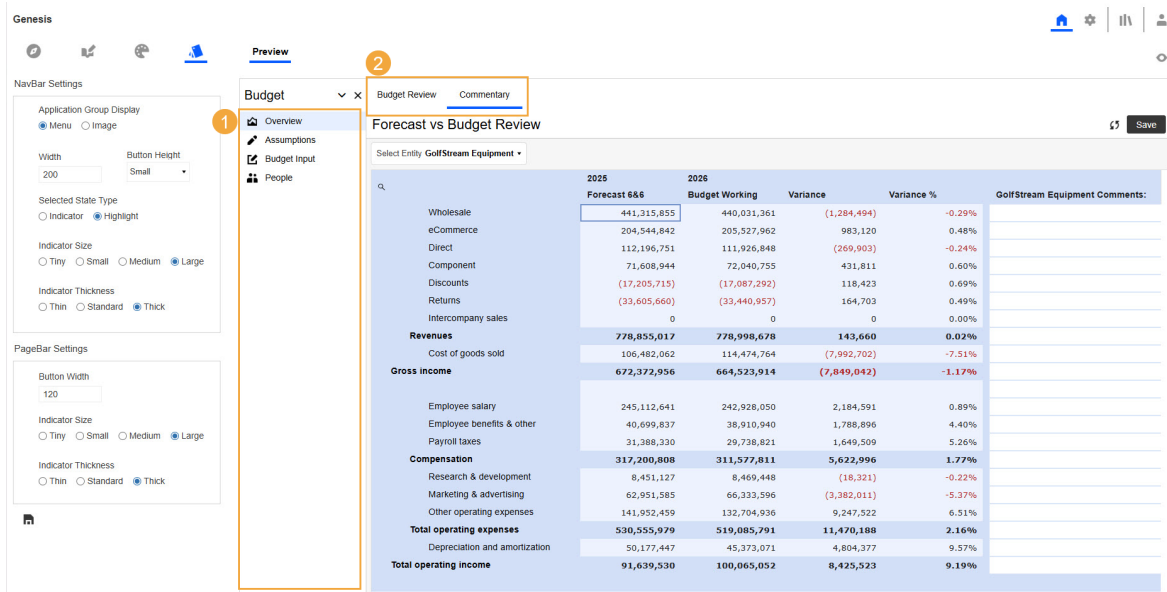 Genesis
Preview
NavBar Settings
Application Group Display
Menu Image
Width Button Height
200 Small
Selected State Type
Indicator Highlight
Indicator Size
Tiny Small Medium Large
Indicator Thickness
Thin Standard Thick
PageBar Settings
Button Width
120
Indicator Size
Tiny Small Medium Large
Indicator Thickness
Thin Standard Thick
1
Budget
Overview
Assumptions
Budget Input
People
2
Budget Review Commentary
Forecast vs Budget Review Save
Select Entity GolfStream Equipment
2025 2026
Forecast 6&6 Budget Working Variance Variance % GolfStream Equipment Comments:
Wholesale 441,315,855 440,031,361 (1,284,494) -0.29%
eCommerce 204,544,842 205,527,962 983,120 0.48%
Direct 112,196,751 111,926,848 (269,903) -0.24%
Component 71,608,944 72,040,755 431,811 0.60%
Discounts (17,205,715) (17,087,292) 118,423 0.69%
Returns (33,605,660) (33,440,957) 164,703 0.49%
Intercompany sales 0 0 0 0.00%
Revenues 778,855,017 778,998,678 143,660 0.02%
Cost of goods sold 106,482,062 114,474,764 (7,992,702) -7.51%
Gross income 672,372,956 664,523,914 (7,849,042) -1.17%
Employee salary 245,112,641 242,928,050 2,184,591 0.89%
Employee benefits & other 40,699,837 38,910,940 1,788,896 4.40%
Payroll taxes 31,388,330 29,738,821 1,649,509 5.26%
Compensation 317,200,808 311,577,811 5,622,996 1.77%
Research & development 8,451,127 8,469,448 (18,321) -0.22%
Marketing & advertising 62,951,585 66,333,596 (3,382,011) -5.37%
Other operating expenses 141,952,459 132,704,936 9,247,522 6.51%
Total operating expenses 530,555,979 519,085,791 11,470,188 2.16%
Depreciation and amortization 50,177,447 45,373,071 4,804,377 9.57%
Total operating income 91,639,530 100,065,052 8,425,523 9.19%